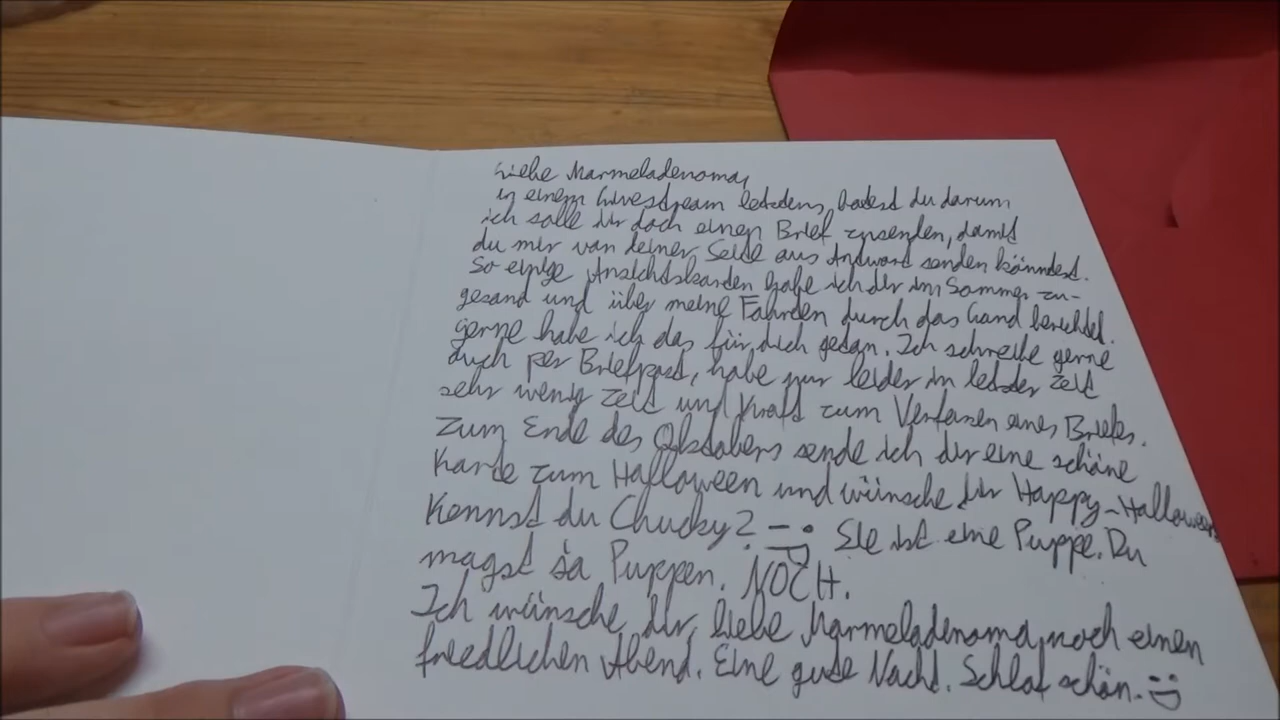 Liebe Marmeladenoma,
in einem Livestream letztens, batest du darum
ich solle dir doch einen Brief zusenden, damit
du mir von deiner Seite aus Antwort senden könntest.
So einige Ansichtskarten habe ich dir im Sommer zu-
gesand und über meine Fahrten durch das Land berichtet.
gerne habe ich das für dich getan. Ich schreibe gerne
auch per Briefpost, habe nur leider in letzter Zeit
sehr wenig Zeit und Kraft zum Verfassen eines Briefes.
Zum Ende des Oktobers sende ich dir eine schöne
Karte zum Halloween und wünsche dir Happy-Halloween
Kennst du Chucky? Sie ist eine Puppe. Du
magst ja Puppen. NOCH.
Ich wünsche dir, liebe Marmeladenoma, noch einen
friedlichen Abend. Eine gute Nacht. Schlaf schön.